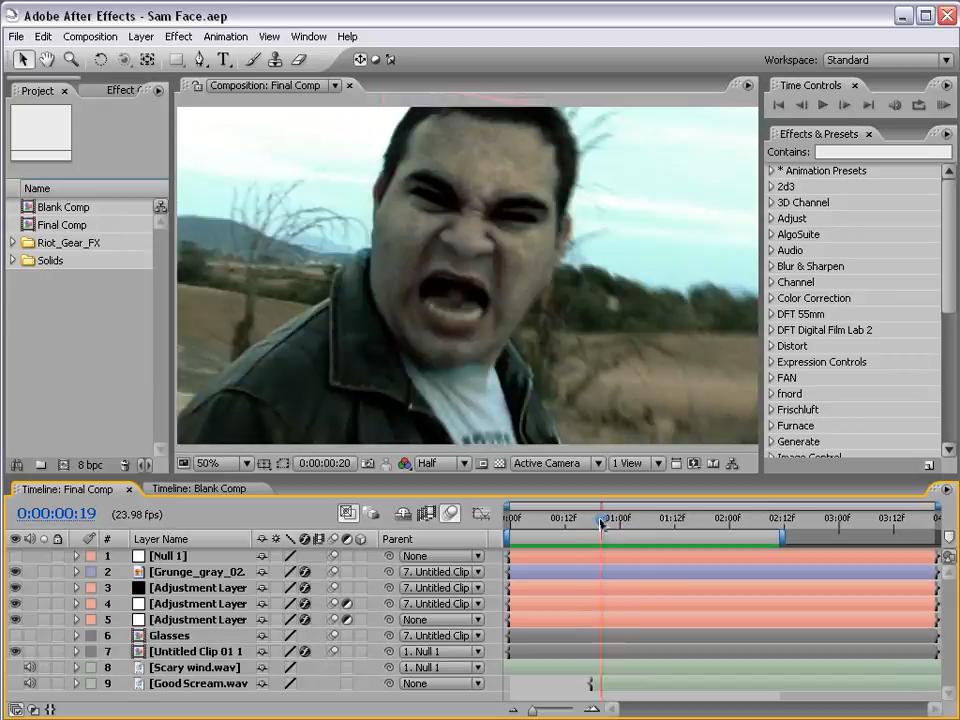 Adobe After Effects - Sam Face.aep
File Edit Composition Layer Effect Animation View Window Help
Workspace: Standard
Project Effect Composition: Final Comp Time Controls
Effects & Presets
Contains:
Name
Blank Comp
Final Comp
Riot_Gear_FX
Solids
* Animation Presets
2d3
3D Channel
Adjust
AlgoSuite
Audio
Blur & Sharpen
Channel
Color Correction
DFT 55mm
DFT Digital Film Lab 2
Distort
Expression Controls
FAN
fnord
Frischluft
Furnace
Generate
Image Control
8 bpc 50% 0:00:00:20 Half Active Camera 1 View
Timeline: Final Comp Timeline: Blank Comp
0:00:00:19 (23.98 fps)
:00f 00:12f 01:00f 01:12f 02:00f 02:12f 03:00f 03:12f 04
# Layer Name Parent
1 [Null 1] None
2 [Grunge_gray_02. 7. Untitled Clip
3 [Adjustment Layer 7. Untitled Clip
4 [Adjustment Layer 7. Untitled Clip
5 [Adjustment Layer None
6 Glasses 7. Untitled Clip
7 [Untitled Clip 01 1 1. Null 1
8 [Scary wind.wav] 1. Null 1
9 [Good Scream.wav None